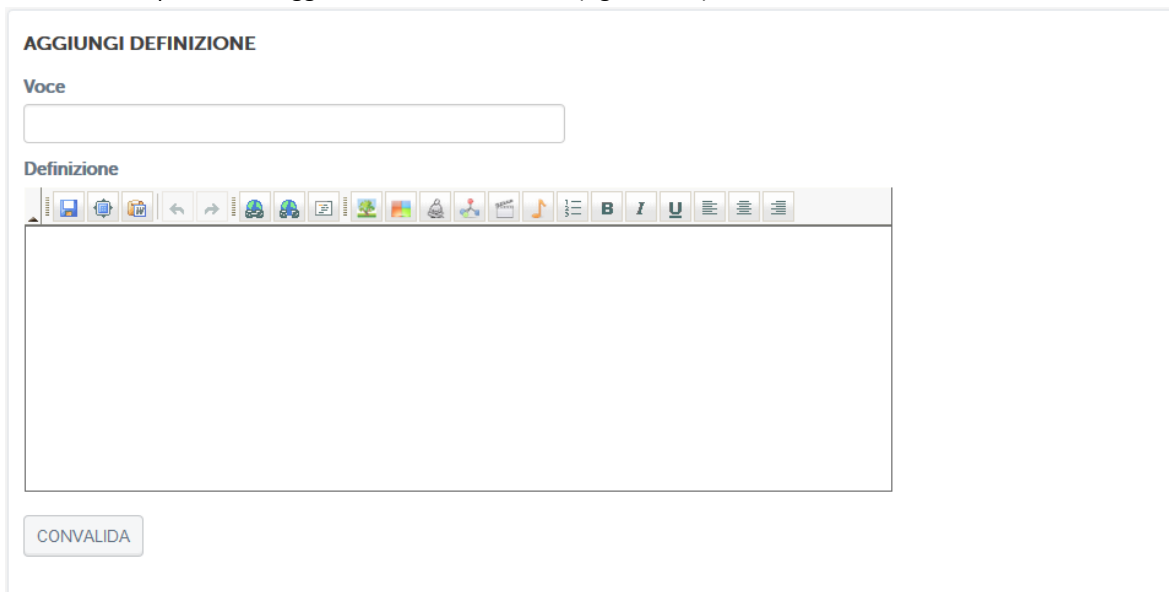 AGGIUNGI DEFINIZIONE
Voce
Definizione
B I U
CONVALIDA